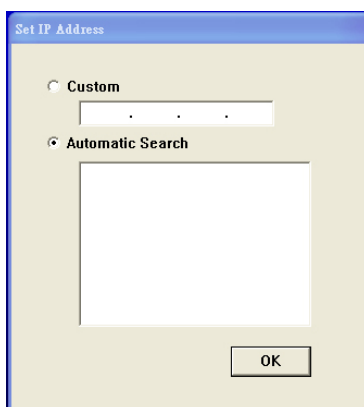 Set IP Address
Custom
. . .
Automatic Search
OK